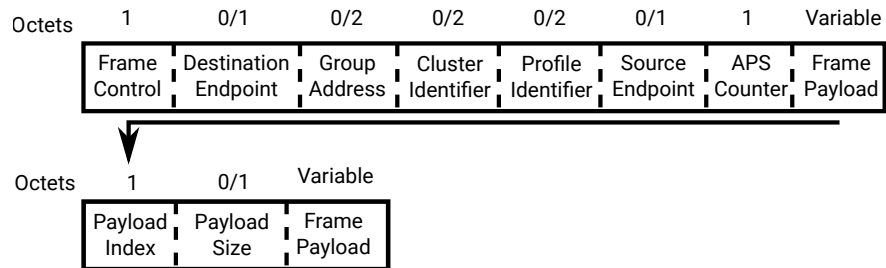 Octets 1 0/1 0/2 0/2 0/2 0/1 1 Variable
Frame Destination Group Cluster Profile Source APS Frame
Control Endpoint Address Identifier Identifier Endpoint Counter Payload
Octets 1 0/1 Variable
Payload Payload Frame
Index Size Payload